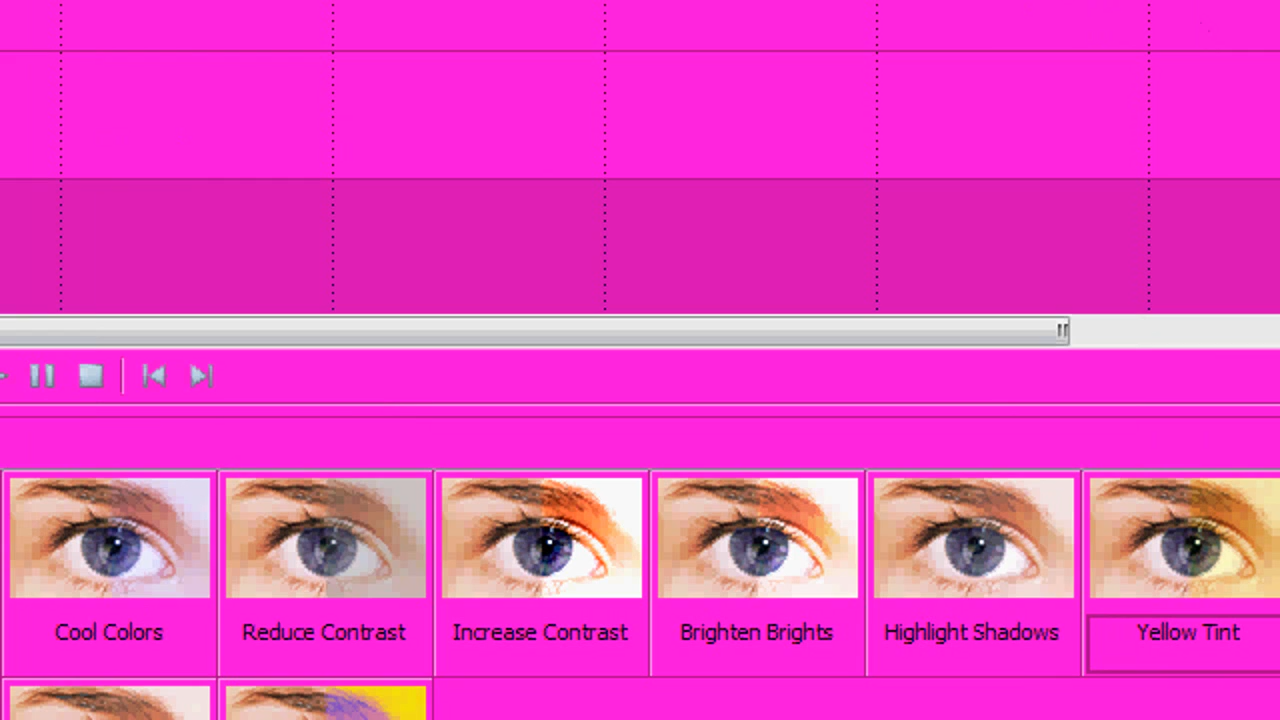 Cool Colors
Reduce Contrast
Increase Contrast
Brighten Brights
Highlight Shadows
Yellow Tint